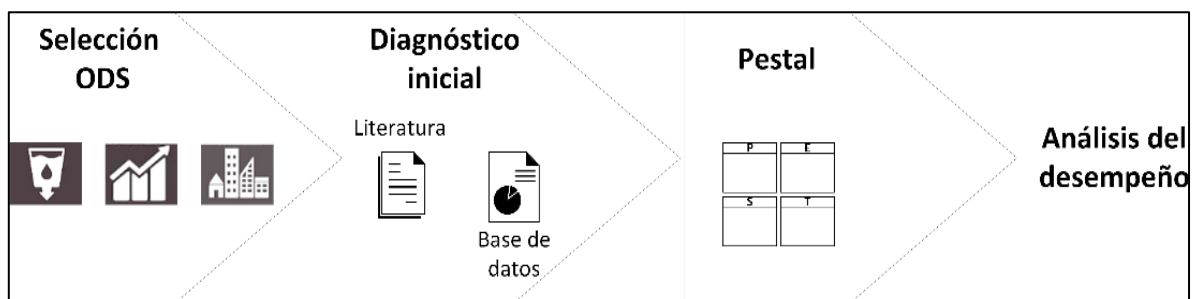 Selección
ODS
Diagnóstico
inicial
Literatura
Base de
datos
Pestal
P
E
S
T
Análisis del
desempeño